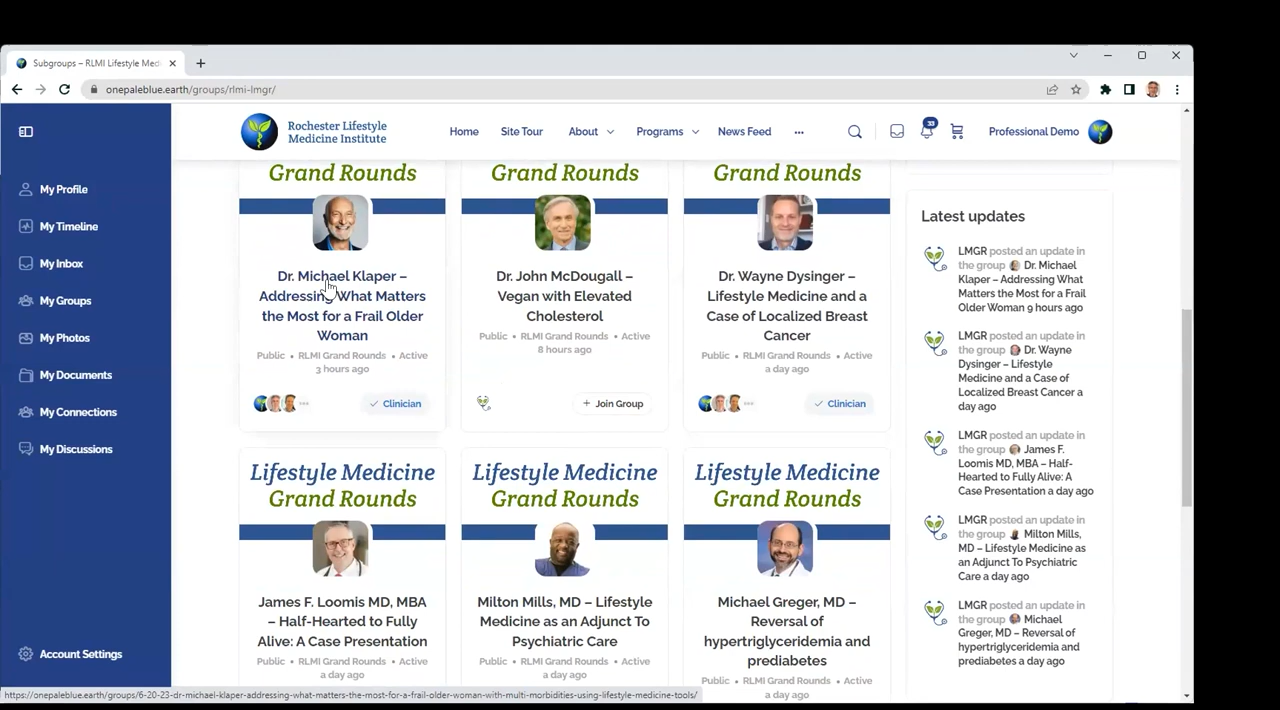 Subgroups – RLMI Lifestyle Med
onepaleblue.earth/groups/rlmi-lmgr/
Rochester Lifestyle
Medicine Institute
Home
Site Tour
About
Programs
News Feed
33
Professional Demo
My Profile
My Timeline
My Inbox
My Groups
My Photos
My Documents
My Connections
My Discussions
Account Settings
Grand Rounds
Dr. Michael Klaper –
Addressing What Matters
the Most for a Frail Older
Woman
Public • RLMI Grand Rounds • Active
3 hours ago
Clinician
Grand Rounds
Dr. John McDougall –
Vegan with Elevated
Cholesterol
Public • RLMI Grand Rounds • Active
8 hours ago
+ Join Group
Grand Rounds
Dr. Wayne Dysinger –
Lifestyle Medicine and a
Case of Localized Breast
Cancer
Public • RLMI Grand Rounds • Active
a day ago
Clinician
Lifestyle Medicine
Grand Rounds
James F. Loomis MD, MBA
– Half-Hearted to Fully
Alive: A Case Presentation
Public • RLMI Grand Rounds • Active
a day ago
Lifestyle Medicine
Grand Rounds
Milton Mills, MD – Lifestyle
Medicine as an Adjunct To
Psychiatric Care
Public • RLMI Grand Rounds • Active
a day ago
Lifestyle Medicine
Grand Rounds
Michael Greger, MD –
Reversal of
hypertriglyceridemia and
prediabetes
Public • RLMI Grand Rounds • Active
a day ago
Latest updates
LMGR posted an update in
the group Dr. Michael
Klaper – Addressing What
Matters the Most for a Frail
Older Woman 9 hours ago
LMGR posted an update in
the group Dr. Wayne
Dysinger – Lifestyle
Medicine and a Case of
Localized Breast Cancer a
day ago
LMGR posted an update in
the group James F.
Loomis MD, MBA – Half-
Hearted to Fully Alive: A
Case Presentation a day ago
LMGR posted an update in
the group Milton Mills,
MD – Lifestyle Medicine as
an Adjunct To Psychiatric
Care a day ago
LMGR posted an update in
the group Michael
Greger, MD – Reversal of
hypertriglyceridemia and
prediabetes a day ago
https://onepaleblue.earth/groups/6-20-23-dr-michael-klaper-addressing-what-matters-the-most-for-a-frail-older-woman-with-multi-morbidities-using-lifestyle-medicine-tools/